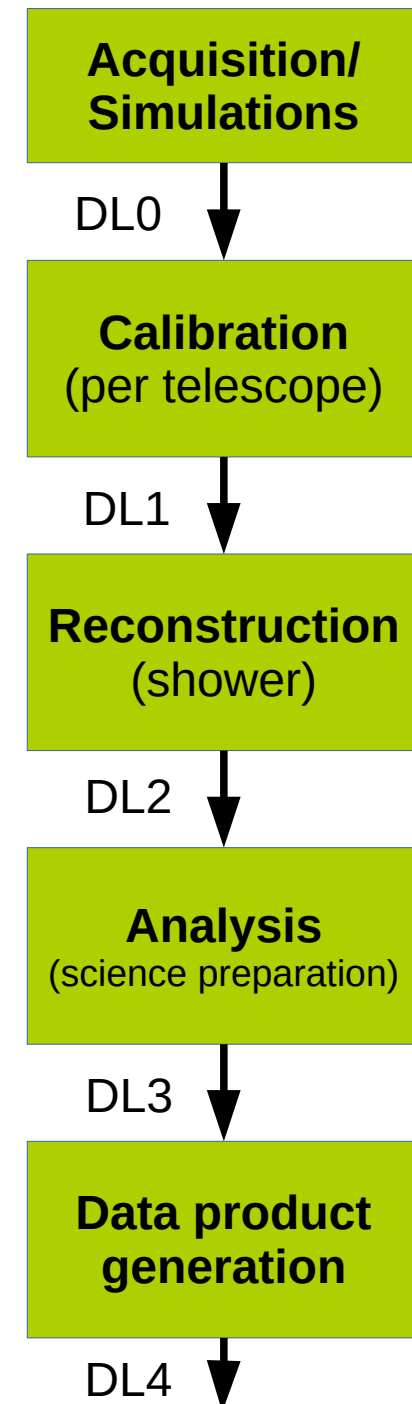 Acquisition/
Simulations
DL0
Calibration
(per telescope)
DL1
Reconstruction
(shower)
DL2
Analysis
(science preparation)
DL3
Data product
generation
DL4